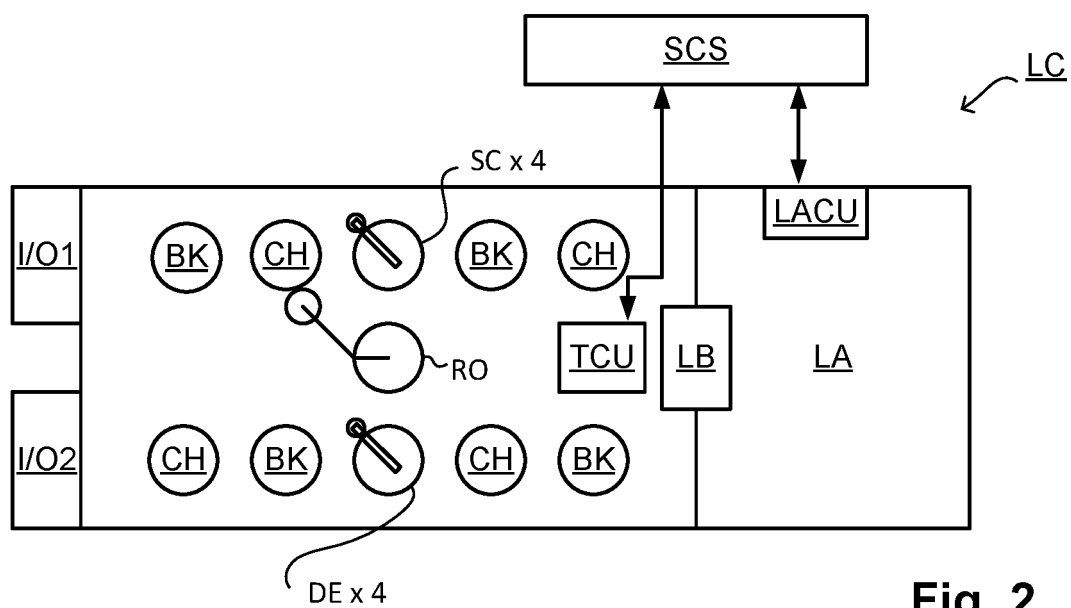 SCS
LC
SC x 4
LACU
I/O1
BK
CH
BK
CH
RO
TCU
LB
LA
I/O2
CH
BK
CH
BK
DE x 4
Fig. 2